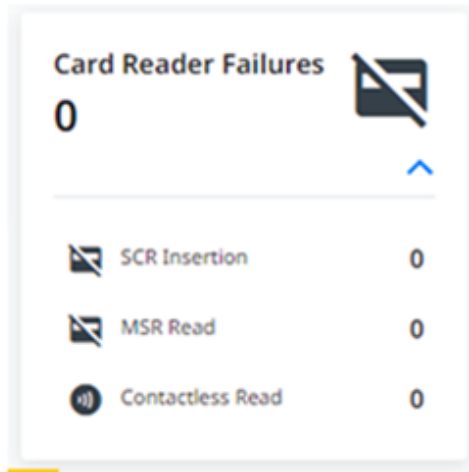 Card Reader Failures
0
SCR Insertion 0
MSR Read 0
Contactless Read 0